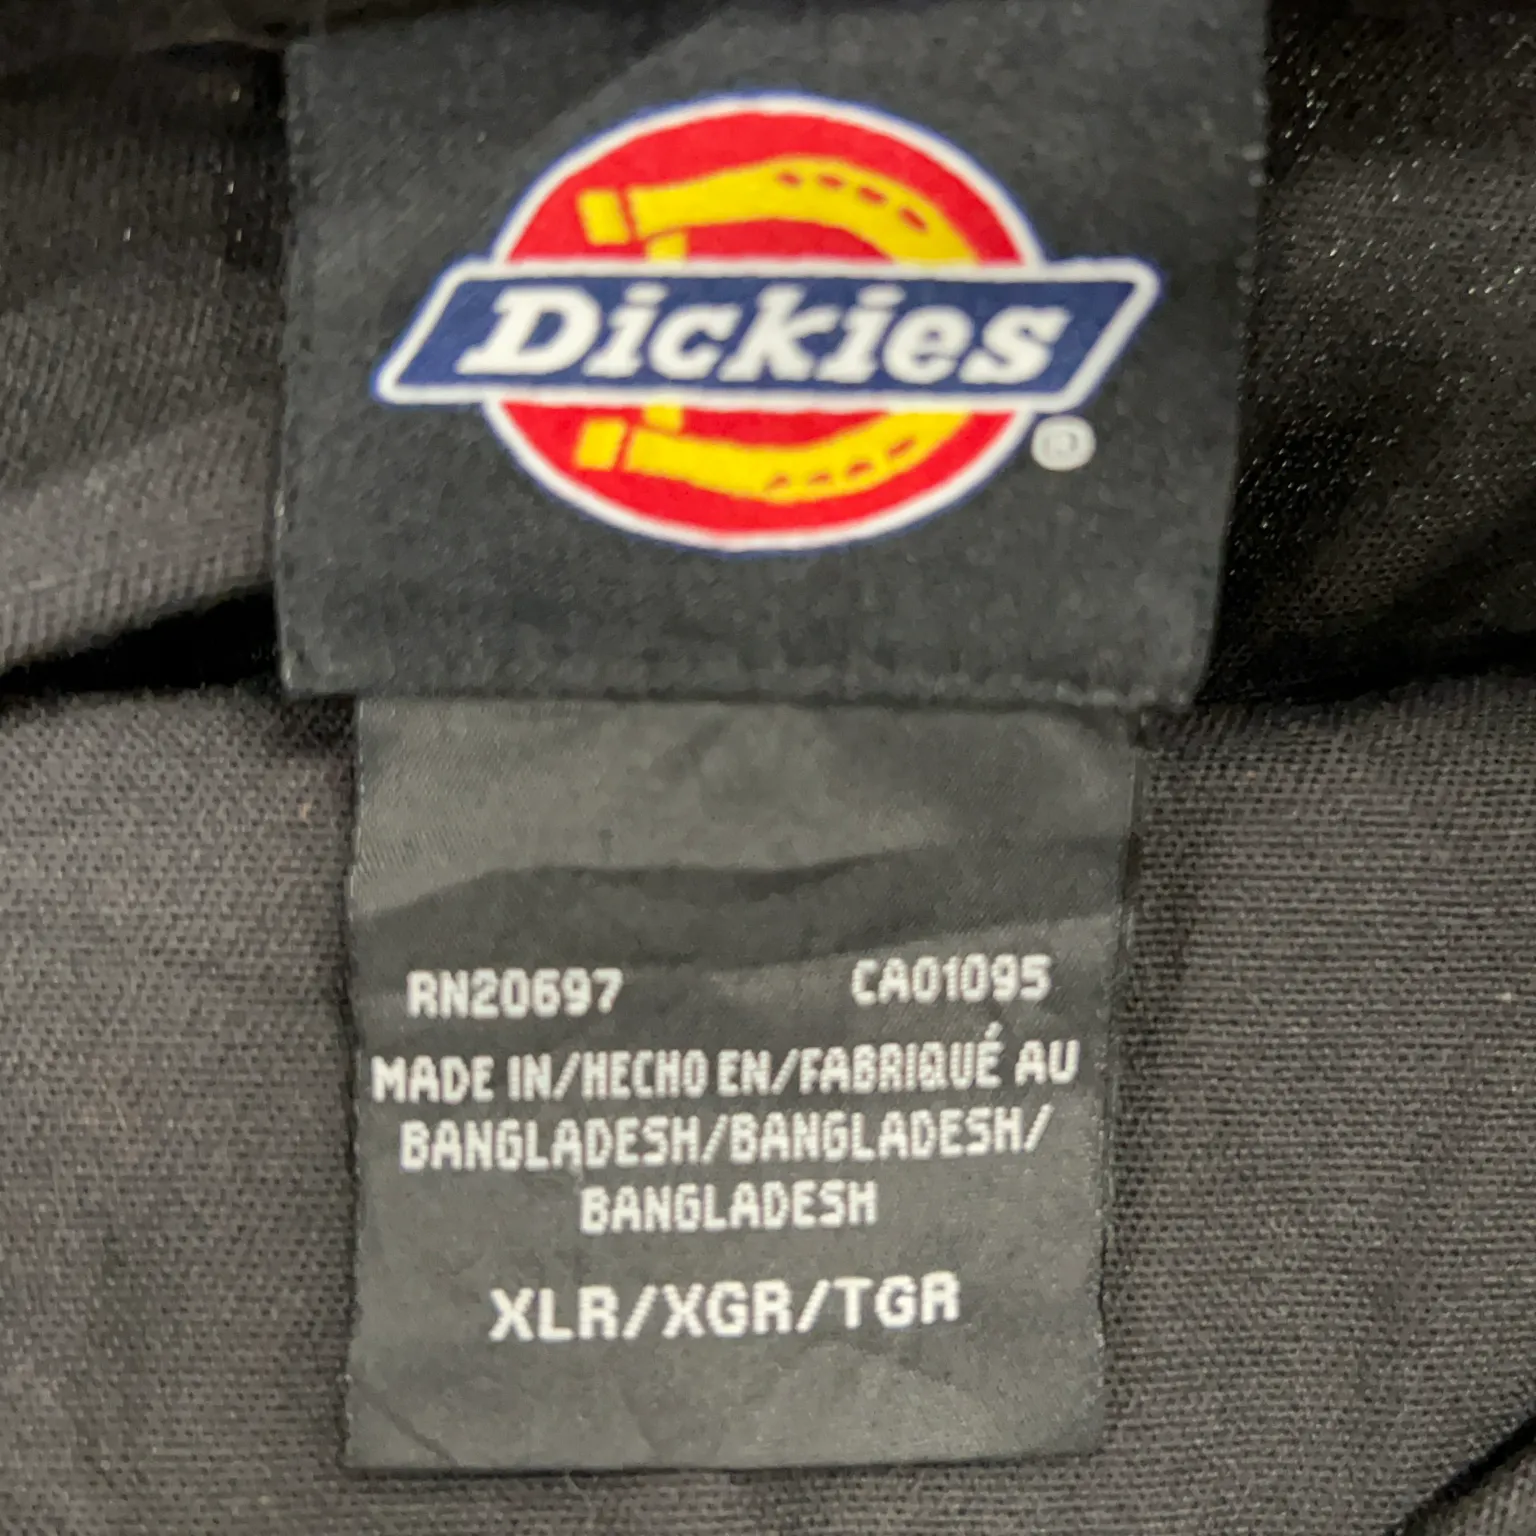 Dickies
®
RN20697 CA01095
MADE IN/HECHO EN/FABRIQUÉ AU
BANGLADESH/BANGLADESH/
BANGLADESH
XLR/XGR/TGR